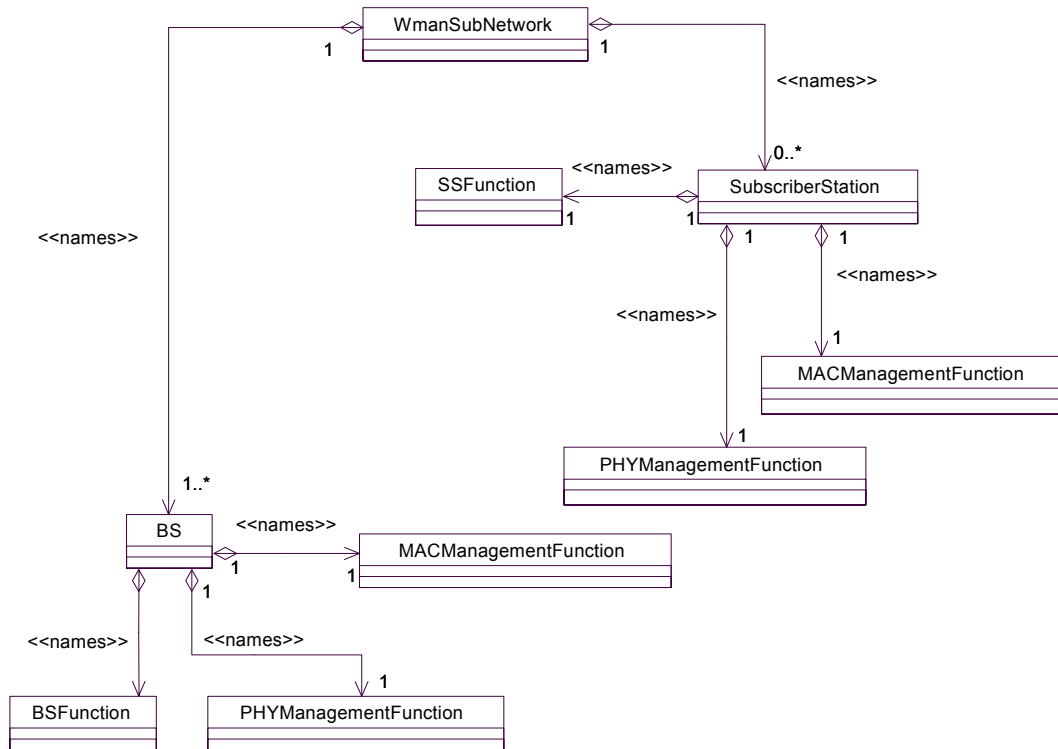 WmanSubNetwork
1
1
<<names>>
0..*
<<names>>
SSFunction
SubscriberStation
1
1
1
1
<<names>>
<<names>>
<<names>>
1
MACManagementFunction
1
PHYManagementFunction
1..*
BS
<<names>>
MACManagementFunction
1
1
1
<<names>>
<<names>>
1
BSFunction
PHYManagementFunction